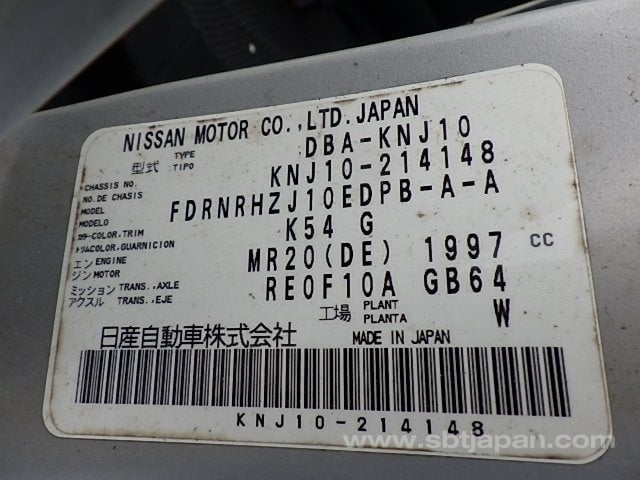 NISSAN MOTOR CO.,LTD.JAPAN
型式 TYPE TIPO DBA-KNJ10
CHASSIS NO. NO. DE CHASIS KNJ10-214148
MODEL MODELO FDRNRHZJ10EDPB-A-A
カラー COLOR,TRIM トリム COLOR,GUARNICION K54 G
エンジン ENGINE MOTOR MR20(DE) 1997 CC
ミッション TRANS.,AXLE アクスル TRANS.,EJE RE0F10A GB64
工場 PLANT PLANTA W
日産自動車株式会社 MADE IN JAPAN
KNJ10-214148
www.sbtjapan.com